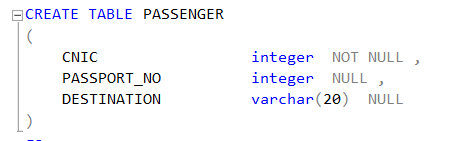 CREATE TABLE PASSENGER
(
CNIC integer NOT NULL ,
PASSPORT_NO integer NULL ,
DESTINATION varchar(20) NULL
)